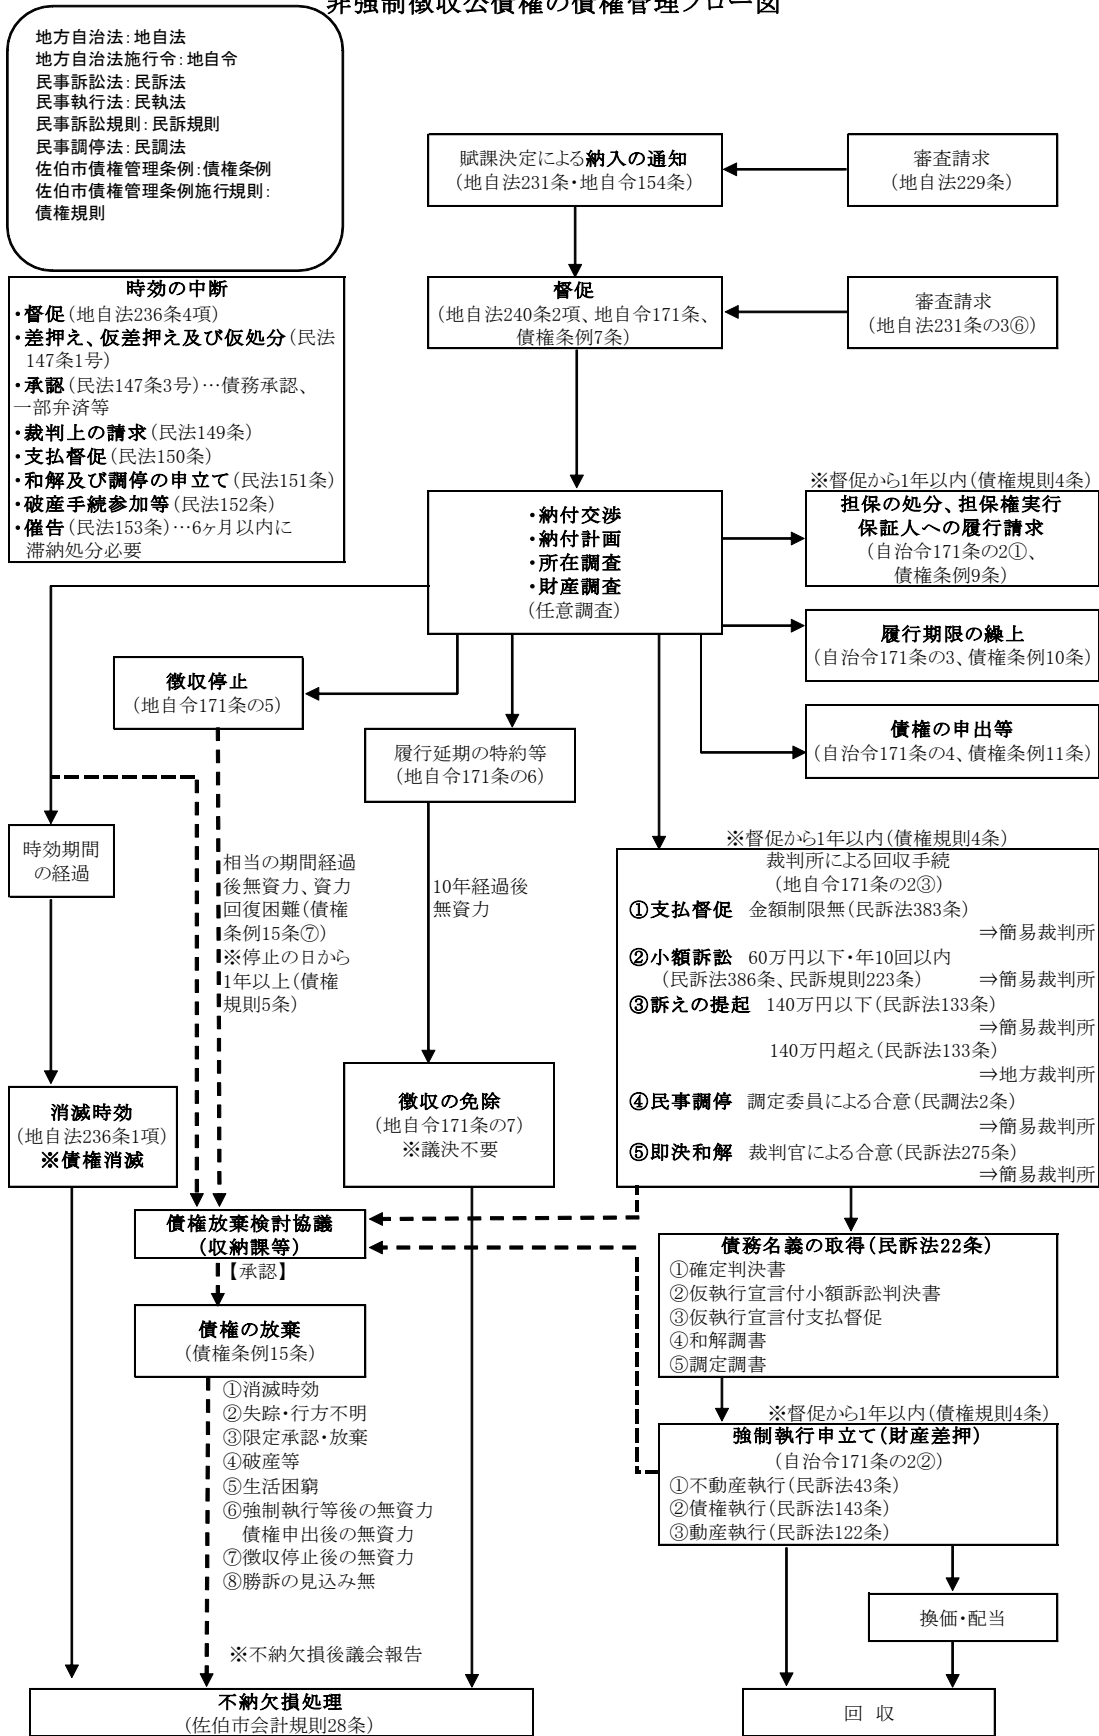 非強制徴収公債権の債権管理フロー図
地方自治法:地自法
地方自治法施行令:地自令
民事訴訟法:民訴法
民事執行法:民執法
民事訴訟規則:民訴規則
民事調停法:民調法
佐伯市債権管理条例:債権条例
佐伯市債権管理条例施行規則:
債権規則
賦課決定による納入の通知
(地自法231条・地自令154条)
審査請求
(地自法229条)
時効の中断
・督促(地自法236条4項)
・差押え、仮差押え及び仮処分(民法
147条1号)
・承認(民法147条3号)…債務承認、
一部弁済等
・裁判上の請求(民法149条)
・支払督促(民法150条)
・和解及び調停の申立て(民法151条)
・破産手続参加等(民法152条)
・催告(民法153条)…6ヶ月以内に
滞納処分必要
督促
(地自法240条2項、地自令171条、
債権条例7条)
審査請求
(地自法231条の3⑥)
・納付交渉
・納付計画
・所在調査
・財産調査
(任意調査)
※督促から1年以内(債権規則4条)
担保の処分、担保権実行
保証人への履行請求
(自治令171条の2①、
債権条例9条)
履行期限の繰上
(自治令171条の3、債権条例10条)
債権の申出等
(自治令171条の4、債権条例11条)
徴収停止
(地自令171条の5)
履行延期の特約等
(地自令171条の6)
時効期間
の経過
相当の期間経過
後無資力、資力
回復困難(債権
条例15条⑦)
※停止の日から
1年以上(債権
規則5条)
10年経過後
無資力
※督促から1年以内(債権規則4条)
裁判所による回収手続
(地自令171条の2③)
①支払督促 金額制限無(民訴法383条)
⇒簡易裁判所
②小額訴訟 60万円以下・年10回以内
(民訴法386条、民訴規則223条) ⇒簡易裁判所
③訴えの提起 140万円以下(民訴法133条)
⇒簡易裁判所
140万円超え(民訴法133条)
⇒地方裁判所
④民事調停 調定委員による合意(民調法2条)
⇒簡易裁判所
⑤即決和解 裁判官による合意(民訴法275条)
⇒簡易裁判所
消滅時効
(地自法236条1項)
※債権消滅
徴収の免除
(地自令171条の7)
※議決不要
債権放棄検討協議
(収納課等)
【承認】
債権の放棄
(債権条例15条)
①消滅時効
②失踪・行方不明
③限定承認・放棄
④破産等
⑤生活困窮
⑥強制執行等後の無資力
債権申出後の無資力
⑦徴収停止後の無資力
⑧勝訴の見込み無
※不納欠損後議会報告
債務名義の取得(民訴法22条)
①確定判決書
②仮執行宣言付小額訴訟判決書
③仮執行宣言付支払督促
④和解調書
⑤調定調書
※督促から1年以内(債権規則4条)
強制執行申立て(財産差押)
(自治令171条の2②)
①不動産執行(民訴法43条)
②債権執行(民訴法143条)
③動産執行(民訴法122条)
換価・配当
不納欠損処理
(佐伯市会計規則28条)
回 収